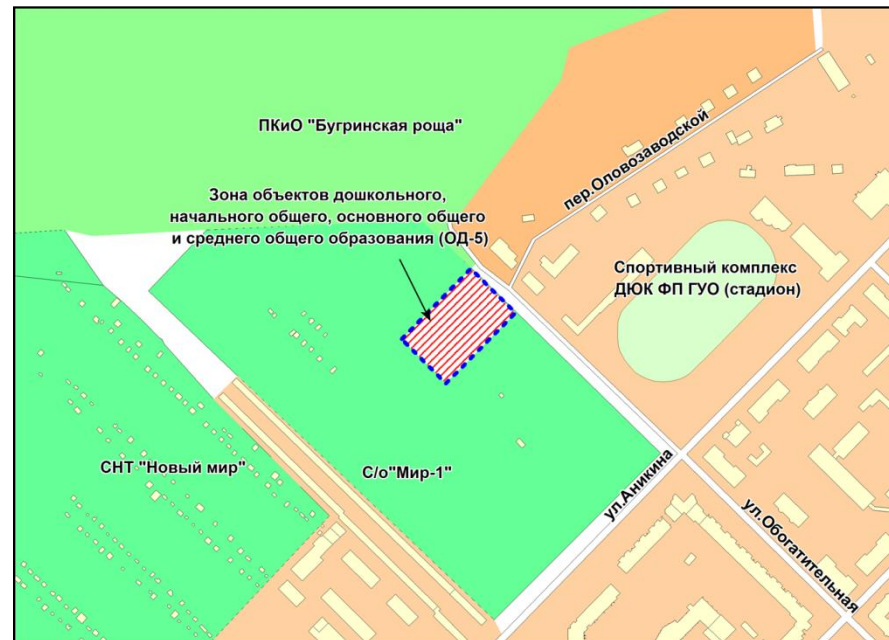 ПКиО "Бугринская роща"
пер.Оловозаводской
Зона объектов дошкольного,
начального общего, основного общего
и среднего общего образования (ОД-5)
Спортивный комплекс
ДЮК ФП ГУО (стадион)
СНТ "Новый мир"
С/о"Мир-1"
ул.Аникина
ул.Обогатительная